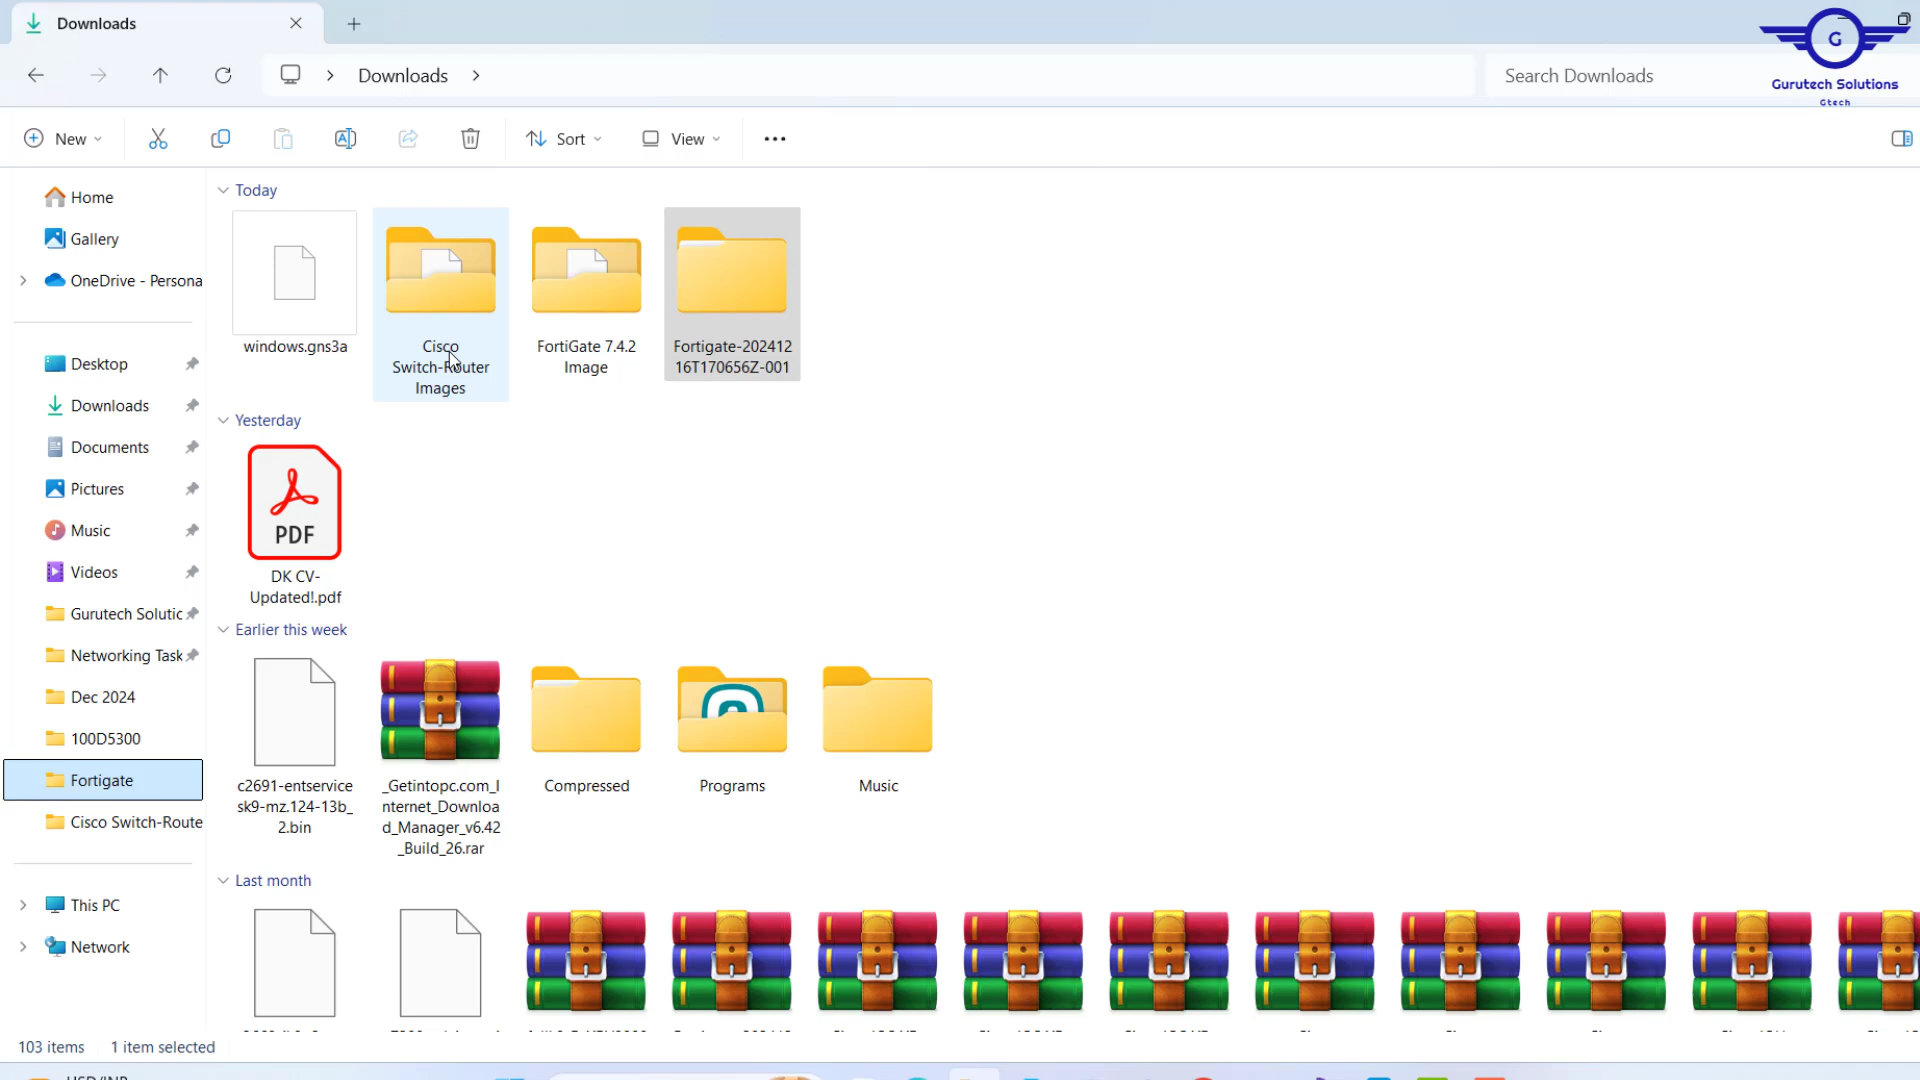 Downloads
G
Gurutech Solutions
Gtech
Downloads
Search Downloads
New
Sort
View
Home
Gallery
OneDrive - Persona
Desktop
Downloads
Documents
Pictures
Music
Videos
Gurutech Solutic
Networking Task
Dec 2024
100D5300
Fortigate
Cisco Switch-Route
This PC
Network
Today
windows.gns3a
Cisco
Switch-Router
Images
FortiGate 7.4.2
Image
Fortigate-202412
16T170656Z-001
Yesterday
PDF
DK CV-
Updated!.pdf
Earlier this week
c2691-entservice
sk9-mz.124-13b_
2.bin
_Getintopc.com_I
nternet_Downloa
d_Manager_v6.42
_Build_26.rar
Compressed
Programs
Music
Last month
103 items
1 item selected
USD/INR